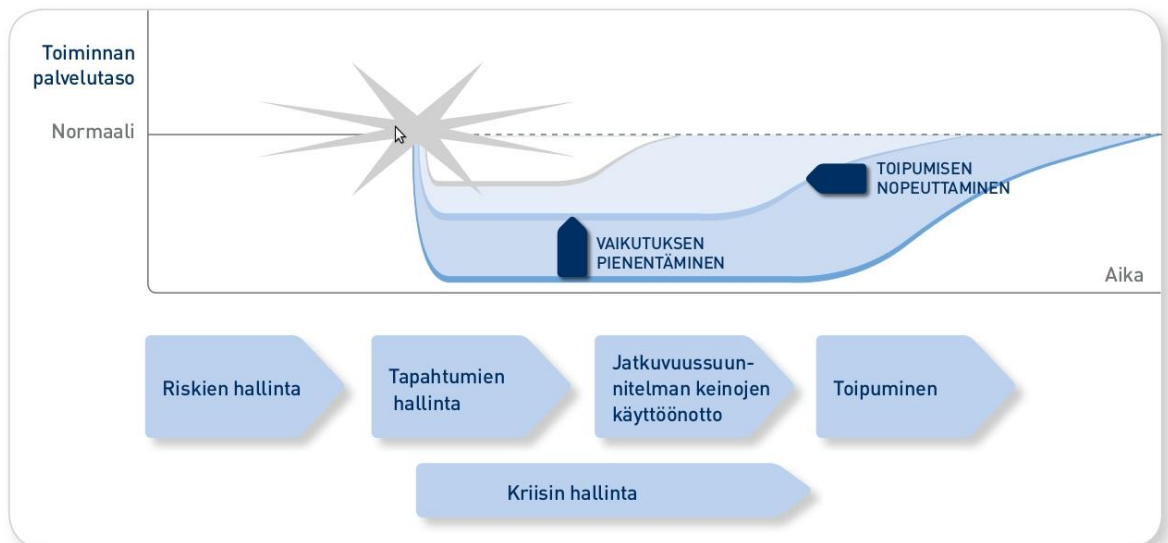 Toiminnan
palvelutaso
Normaali
TOIPUMISEN
NOPEUTTAMINEN
VAIKUTUKSEN
PIENENTÄMINEN
Aika
Riskien hallinta
Tapahtumien
hallinta
Jatkuvuussuun-
nitelman keinojen
käyttöönotto
Toipuminen
Kriisin hallinta